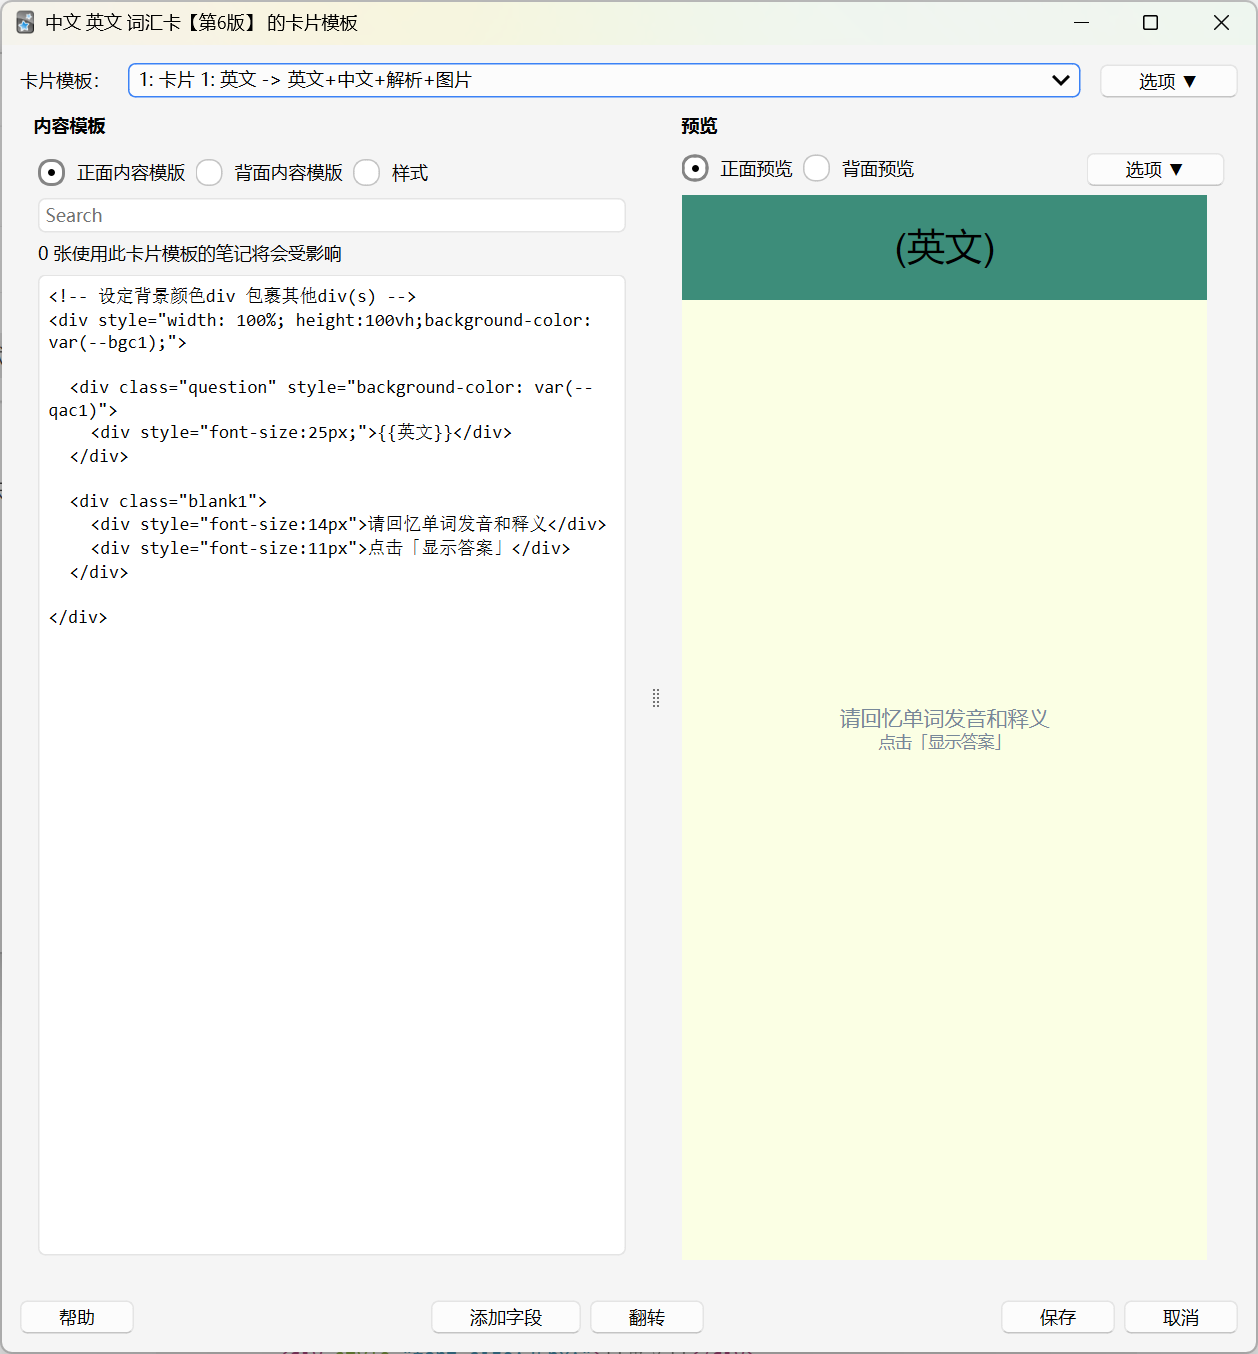 中文 英文 词汇卡【第6版】 的卡片模板
卡片模板：
1: 卡片 1: 英文 -> 英文+中文+解析+图片
选项 ▼
内容模板
正面内容模版
背面内容模版
样式
Search
0 张使用此卡片模板的笔记将会受影响
<!-- 设定背景颜色div 包裹其他div(s) -->
<div style="width: 100%; height:100vh;background-color:
var(--bgc1);">
<div class="question" style="background-color: var(--
qac1)">
<div style="font-size:25px;">{{英文}}</div>
</div>
<div class="blank1">
<div style="font-size:14px">请回忆单词发音和释义</div>
<div style="font-size:11px">点击「显示答案」</div>
</div>
</div>
预览
正面预览
背面预览
选项 ▼
(英文)
请回忆单词发音和释义
点击「显示答案」
帮助
添加字段
翻转
保存
取消